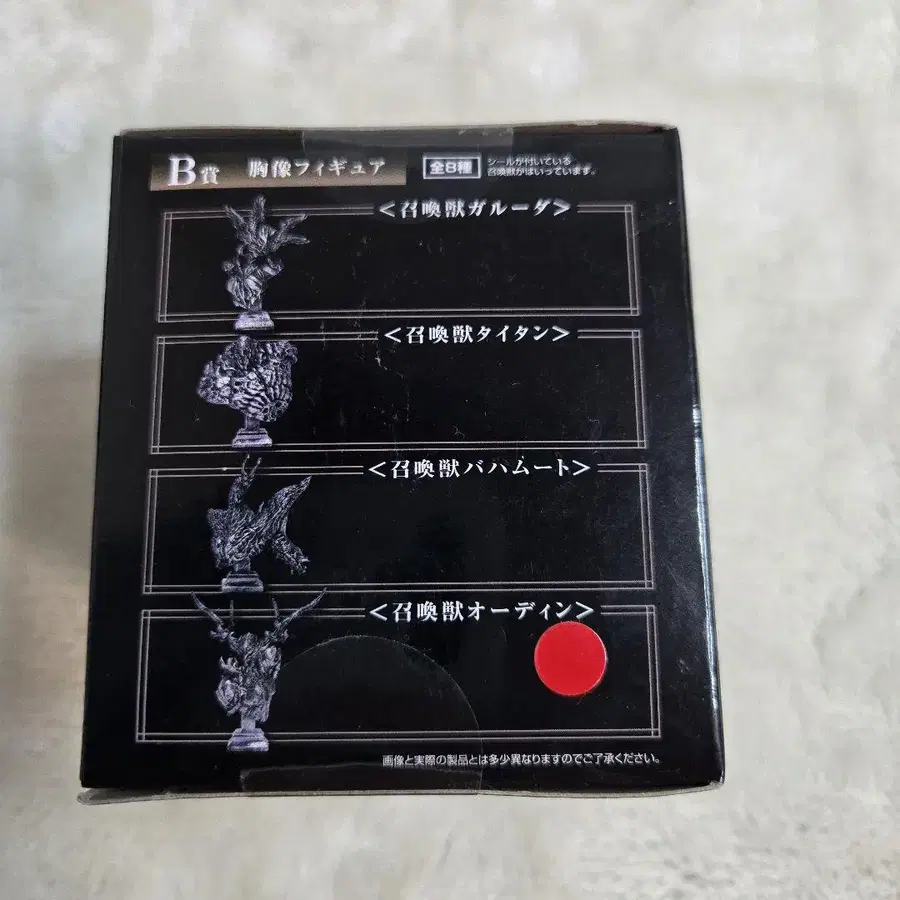 B賞 胸像フィギュア 全8種 シールが付いている
召喚獣がはいっています。
<召喚獣ガルーダ>
<召喚獣タイタン>
<召喚獣バハムート>
<召喚獣オーディン>
画像と実際の製品とは多少異なりますのでご了承ください。